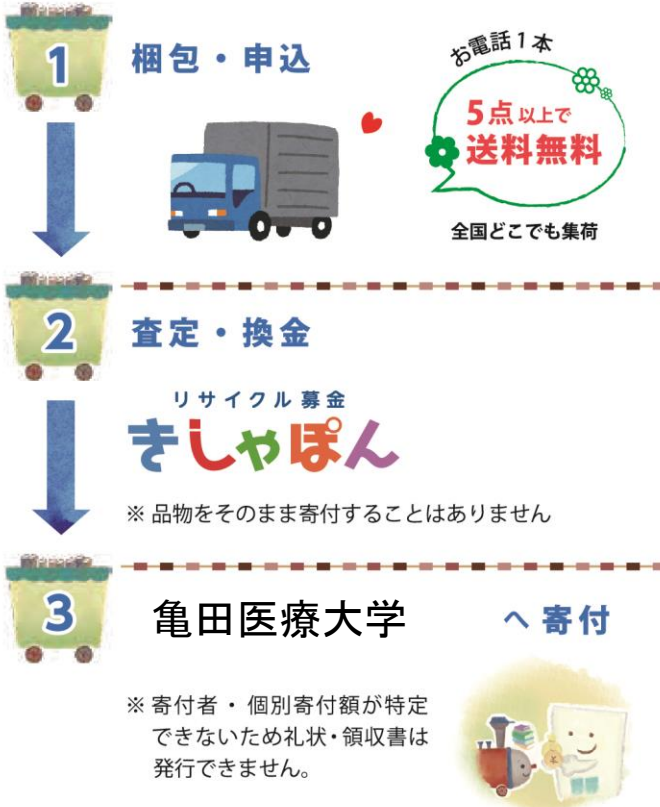 1
梱包・申込
お電話1本
5点以上で
送料無料
全国どこでも集荷
2
査定・換金
リサイクル募金
きしゃぽん
※ 品物をそのまま寄付することはありません
3
亀田医療大学 へ寄付
※ 寄付者・個別寄付額が特定
できないため礼状・領収書は
発行できません。